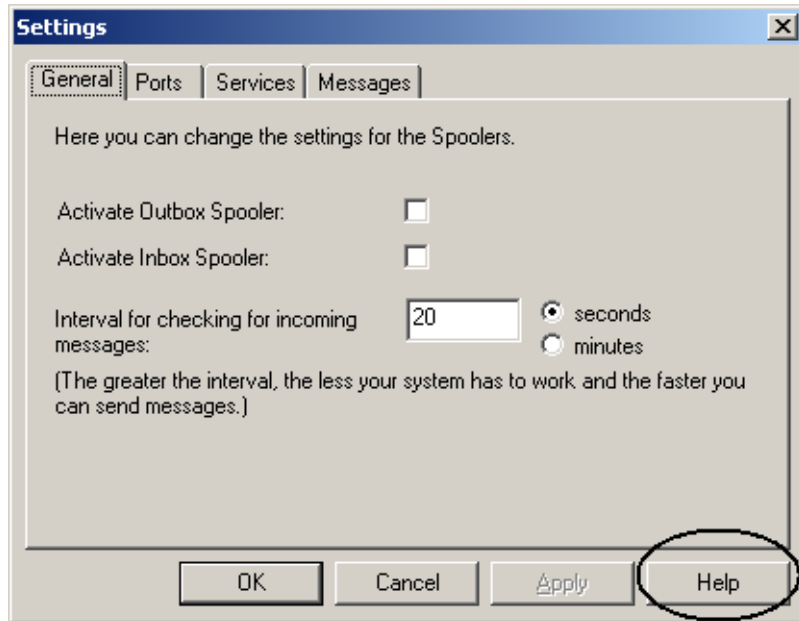 Settings
General Ports Services Messages
Here you can change the settings for the Spoolers.
Activate Outbox Spooler:
Activate Inbox Spooler:
Interval for checking for incoming
messages:
20
seconds
minutes
(The greater the interval, the less your system has to work and the faster you
can send messages.)
OK Cancel Apply Help